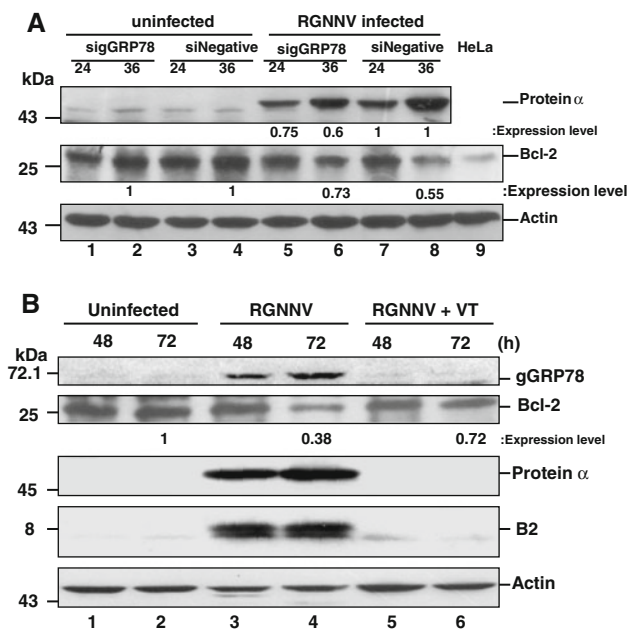 A
uninfected RGNNV infected
sigGRP78 siNegative sigGRP78 siNegative HeLa
24 36 24 36 24 36 24 36
kDa
43 Protein α
0.75 0.6 1 1 :Expression level
25 Bcl-2
1 1 0.73 0.55 :Expression level
43 Actin
1 2 3 4 5 6 7 8 9
B
Uninfected RGNNV RGNNV + VT
48 72 48 72 48 72 (h)
kDa
72.1 gGRP78
25 Bcl-2
1 0.38 0.72 :Expression level
45 Protein α
8 B2
43 Actin
1 2 3 4 5 6